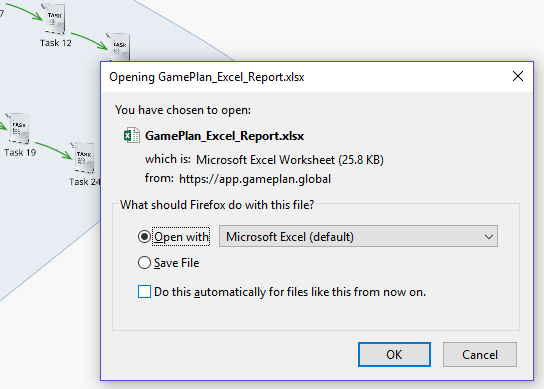 7
Task 12
TASK
TASK
TASK
Task 19
TASK
Task 24
Opening GamePlan_Excel_Report.xlsx
You have chosen to open:
GamePlan_Excel_Report.xlsx
which is: Microsoft Excel Worksheet (25.8 KB)
from: https://app.gameplan.global
What should Firefox do with this file?
Open with Microsoft Excel (default)
Save File
Do this automatically for files like this from now on.
OK Cancel